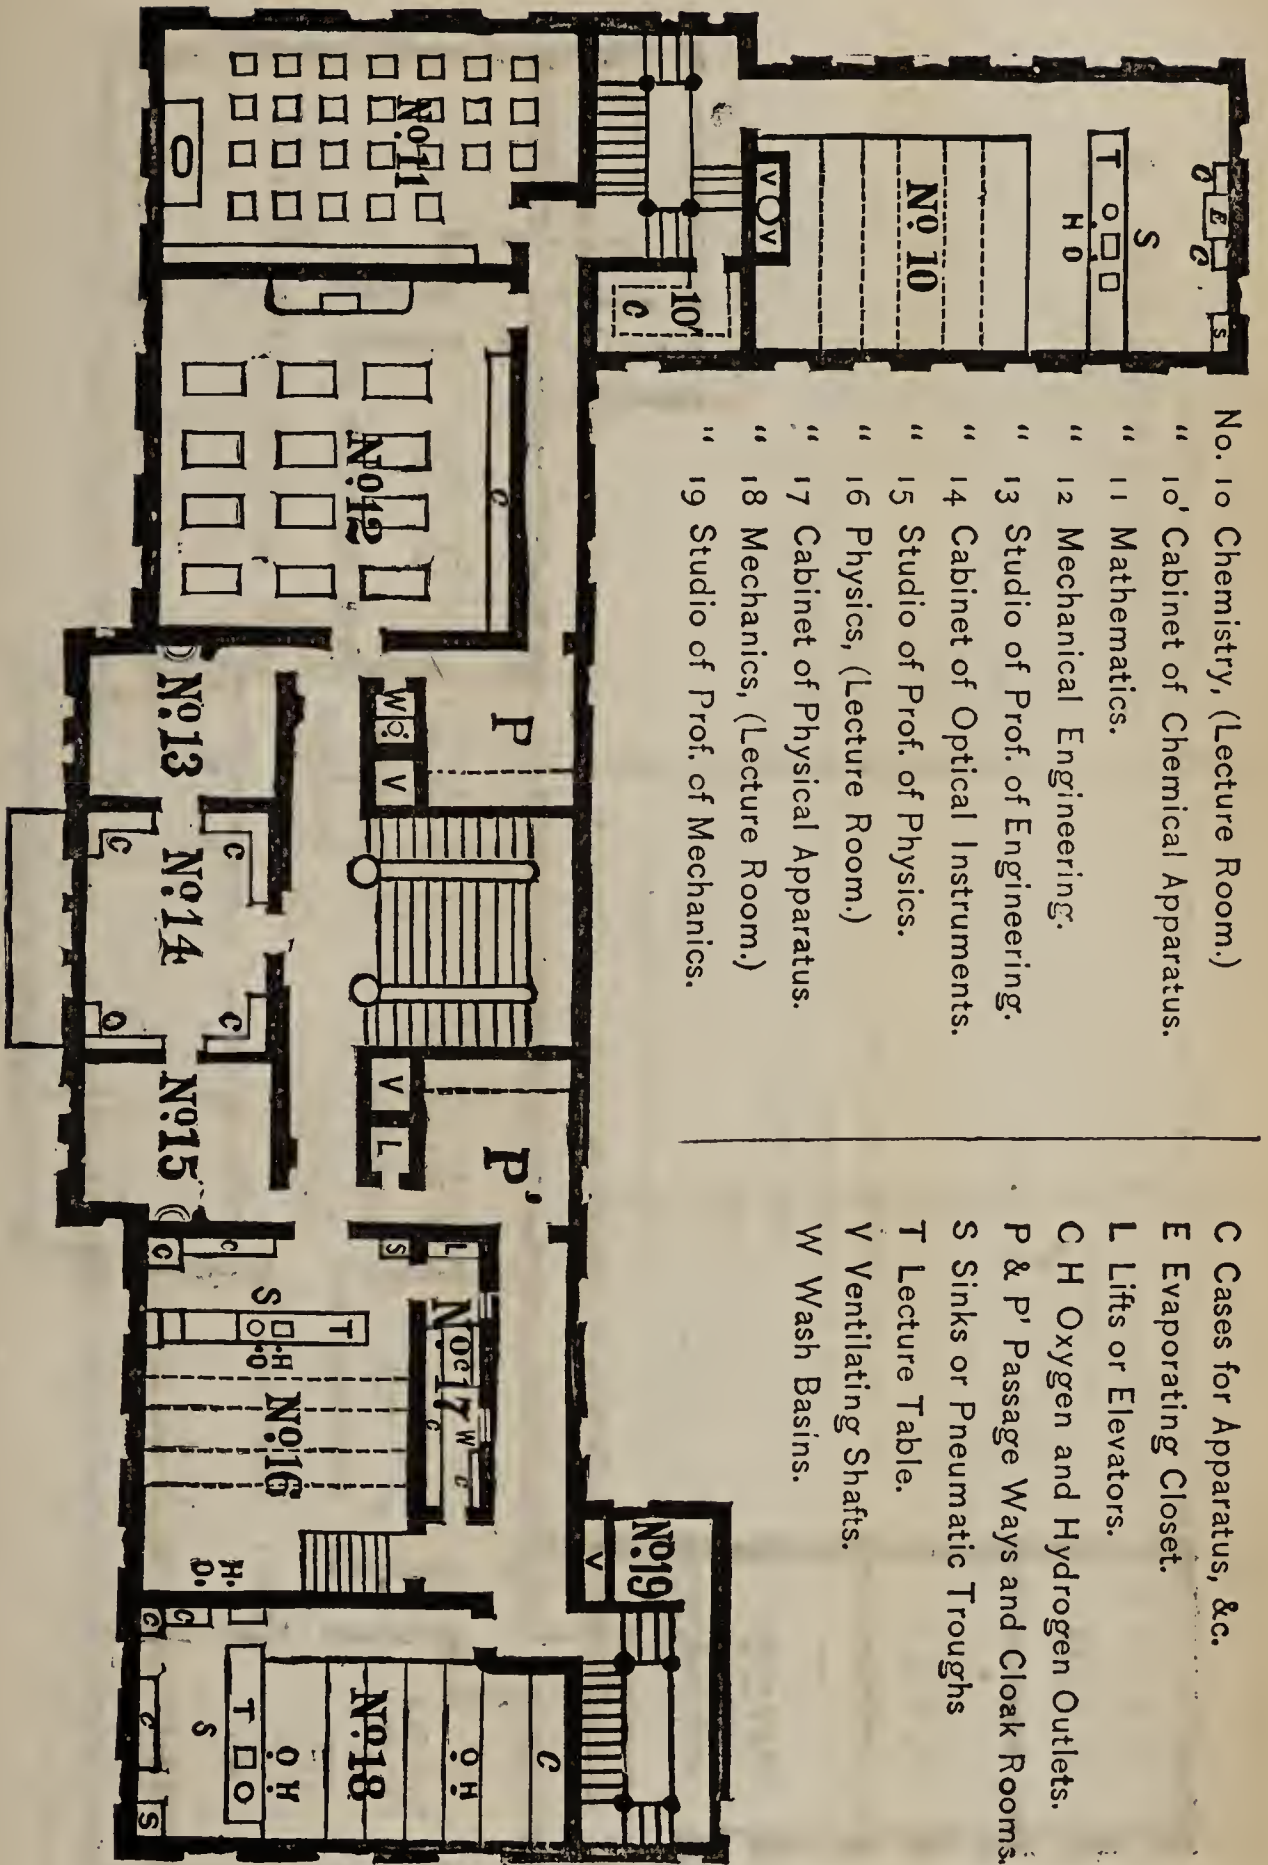 No. 10 Chemistry, (Lecture Room.)
" 10' Cabinet of Chemical Apparatus.
" 11 Mathematics.
" 12 Mechanical Engineering.
" 13 Studio of Prof. of Engineering.
" 14 Cabinet of Optical Instruments.
" 15 Studio of Prof. of Physics.
" 16 Physics, (Lecture Room.)
" 17 Cabinet of Physical Apparatus.
" 18 Mechanics, (Lecture Room.)
" 19 Studio of Prof. of Mechanics.
C Cases for Apparatus, &c.
E Evaporating Closet.
L Lifts or Elevators.
C H Oxygen and Hydrogen Outlets.
P & P' Passage Ways and Cloak Rooms.
S Sinks or Pneumatic Troughs
T Lecture Table.
V Ventilating Shafts.
W Wash Basins.
O E C S
S
T
H O
No. 10
V V
10'
C
No. 11
No. 12
C
P
W
V
No. 13
No. 14
C C
O C
No. 15
V
L
P'
C C
S L
S
T
H. O.
No. 16
No. 17
C C W C
H. O.
No. 19
V
C C
T
S
C
S
O H
No. 18
O H
C